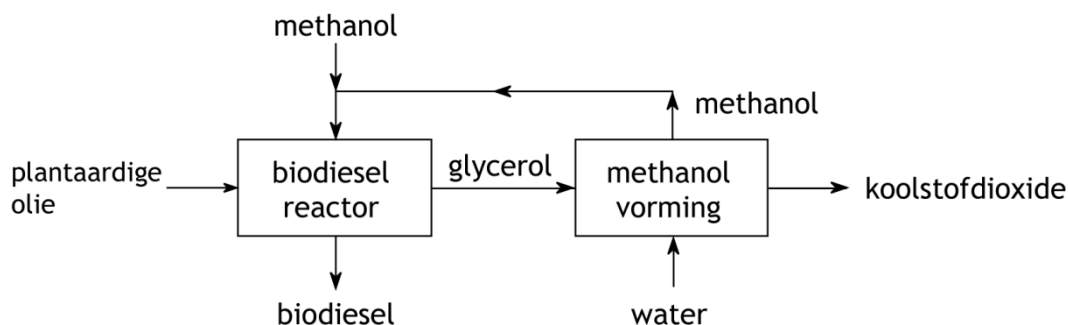 methanol
methanol
plantaardige
olie
biodiesel
reactor
glycerol
methanol
vorming
koolstofdioxide
biodiesel
water